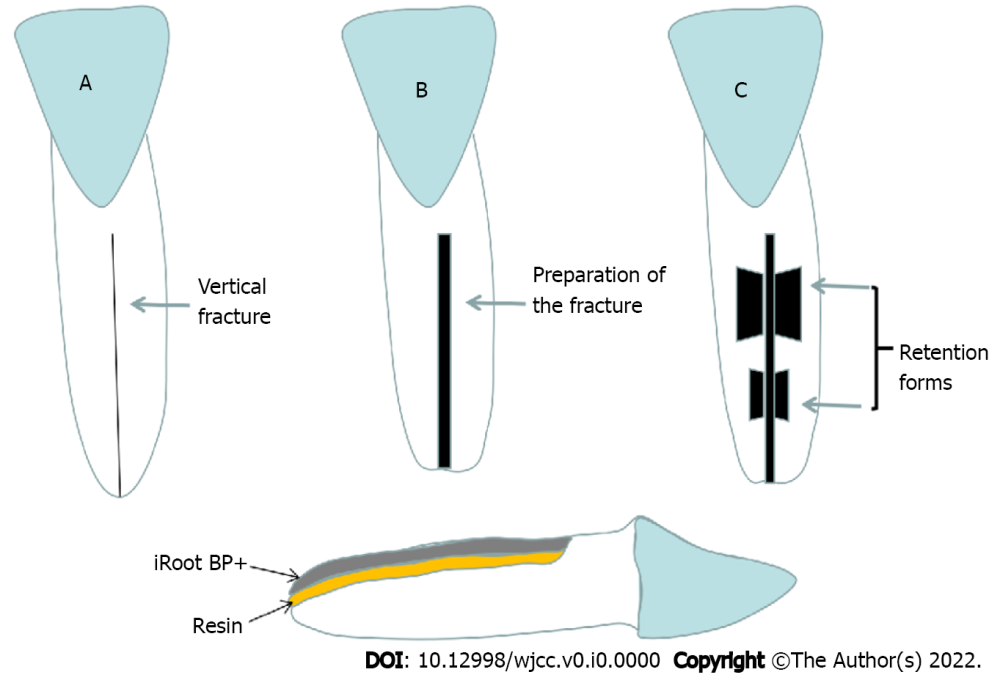 A
B
C
Vertical
fracture
Preparation of
the fracture
Retention
forms
iRoot BP+
Resin
DOI: 10.12998/wjcc.v0.i0.0000 Copyright ©The Author(s) 2022.